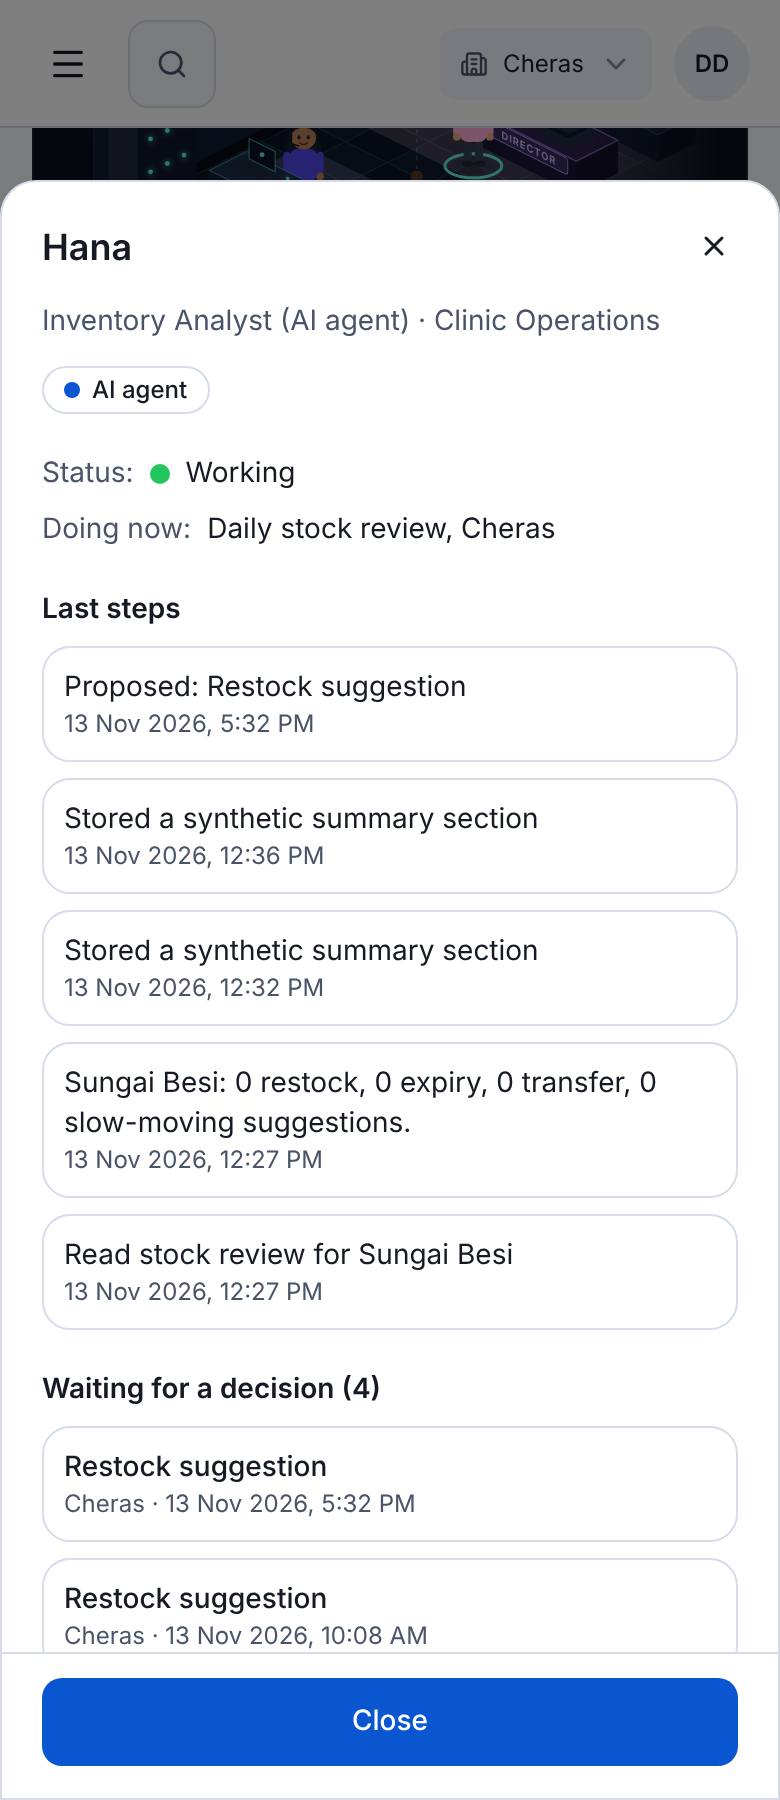 Cheras
DD
DIRECTOR
Hana
Inventory Analyst (AI agent) · Clinic Operations
AI agent
Status: Working
Doing now: Daily stock review, Cheras
Last steps
Proposed: Restock suggestion
13 Nov 2026, 5:32 PM
Stored a synthetic summary section
13 Nov 2026, 12:36 PM
Stored a synthetic summary section
13 Nov 2026, 12:32 PM
Sungai Besi: 0 restock, 0 expiry, 0 transfer, 0
slow-moving suggestions.
13 Nov 2026, 12:27 PM
Read stock review for Sungai Besi
13 Nov 2026, 12:27 PM
Waiting for a decision (4)
Restock suggestion
Cheras · 13 Nov 2026, 5:32 PM
Restock suggestion
Cheras · 13 Nov 2026, 10:08 AM
Close